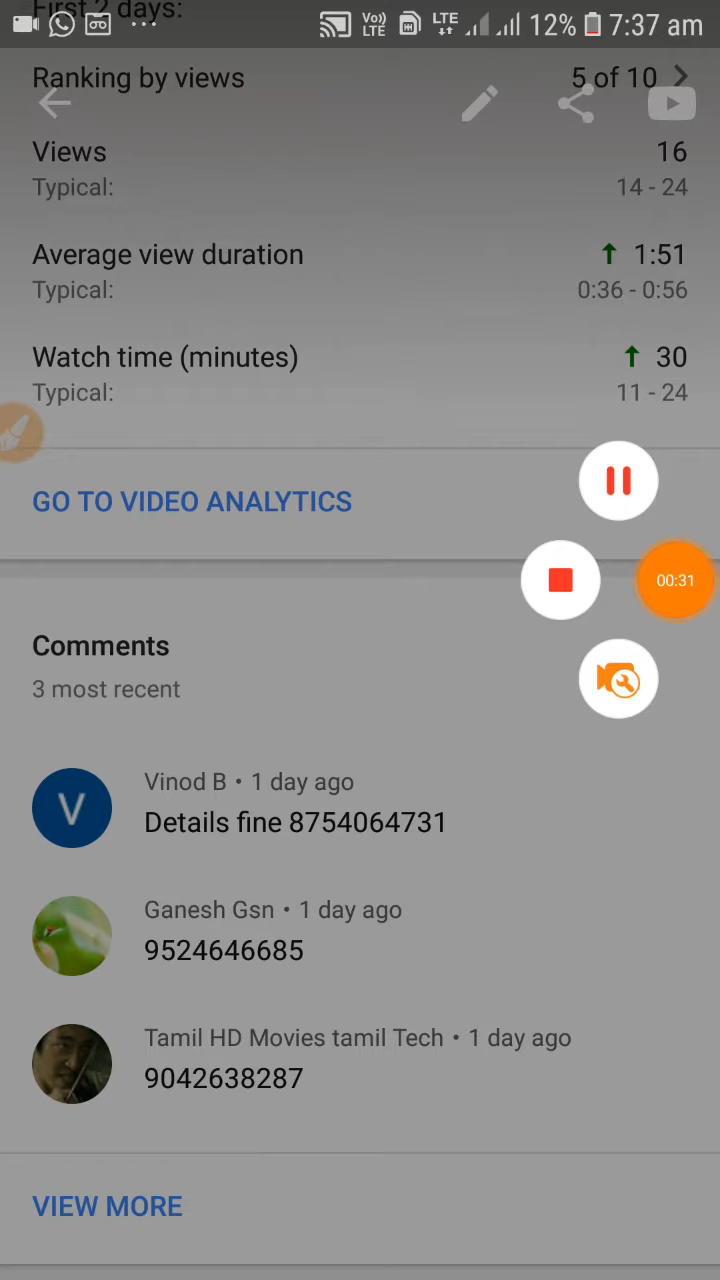 First 2 days:
LTE 12% 7:37 am
Vo)) LTE
Ranking by views 5 of 10
Views 16
Typical: 14 - 24
Average view duration 1:51
Typical: 0:36 - 0:56
Watch time (minutes) 30
Typical: 11 - 24
GO TO VIDEO ANALYTICS
00:31
Comments
3 most recent
Vinod B • 1 day ago
Details fine 8754064731
Ganesh Gsn • 1 day ago
9524646685
Tamil HD Movies tamil Tech • 1 day ago
9042638287
VIEW MORE